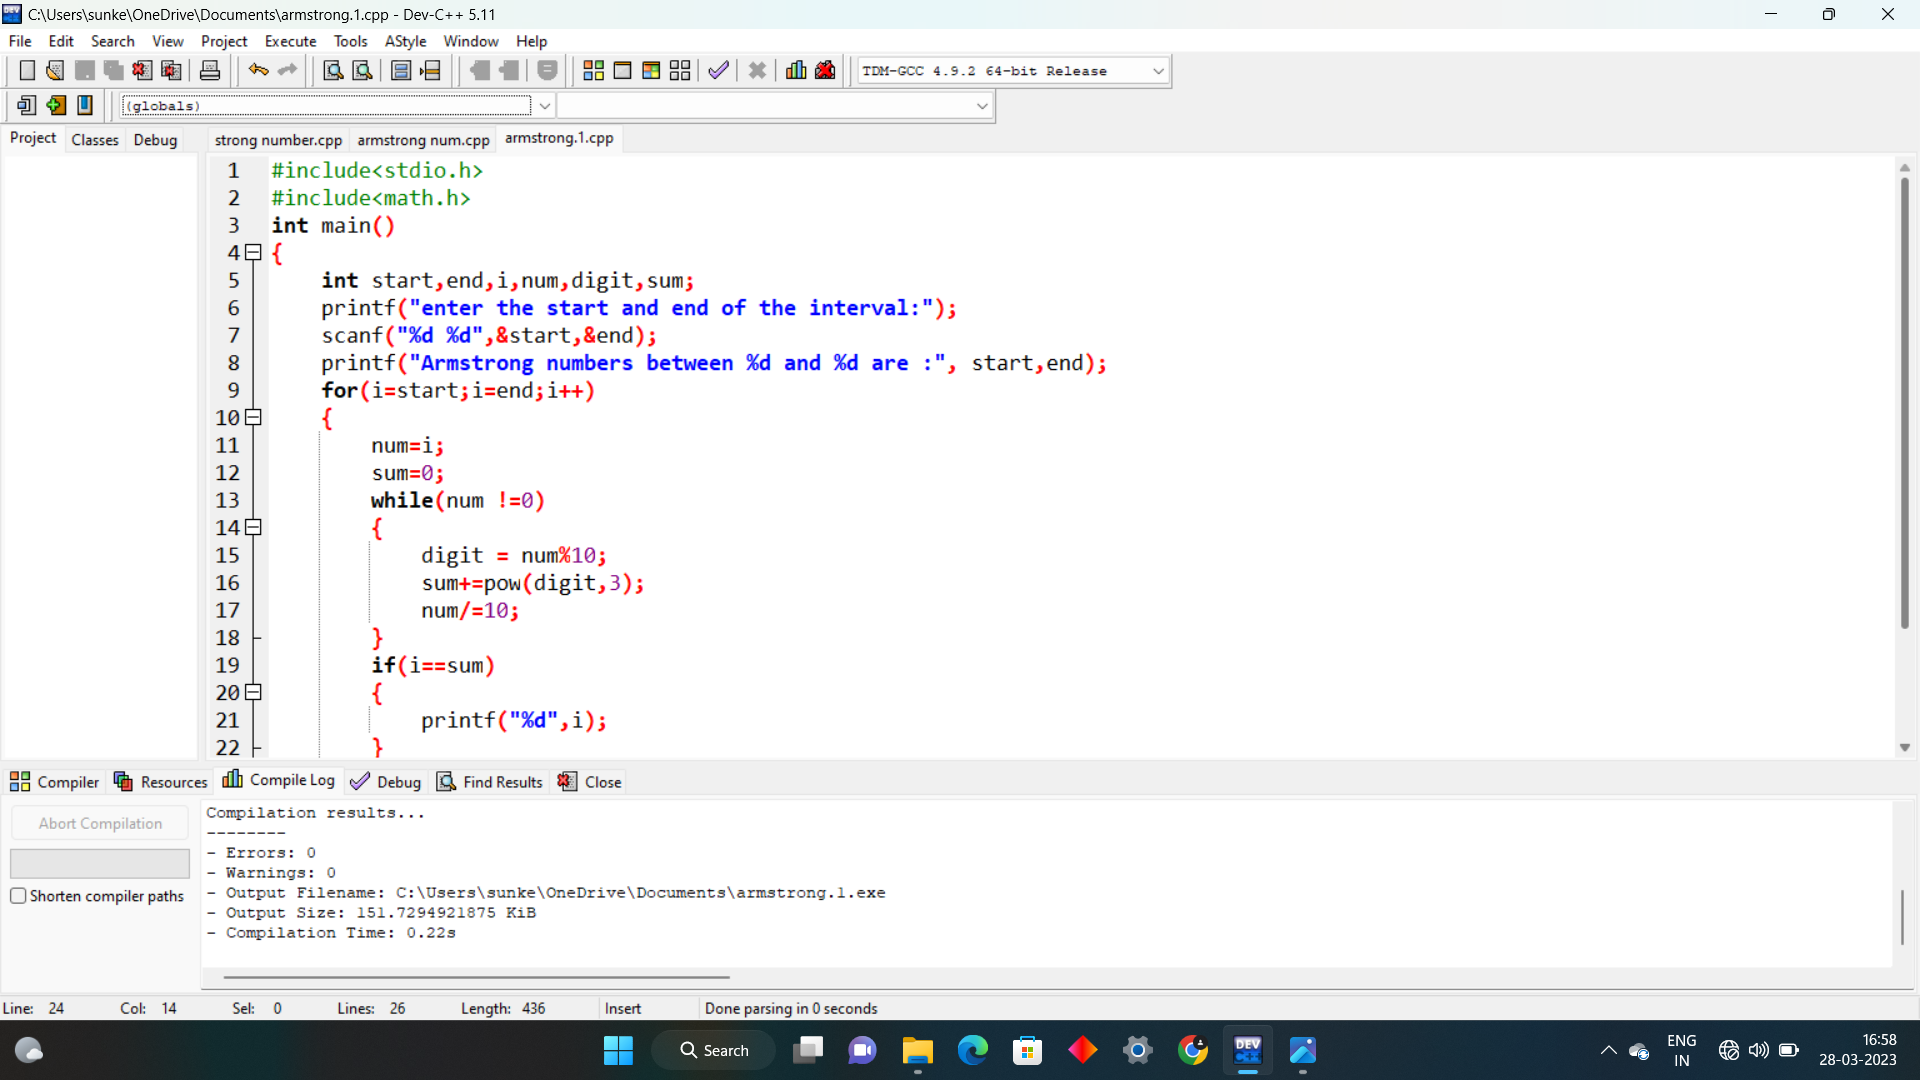 C:\Users\sunke\OneDrive\Documents\armstrong.1.cpp - Dev-C++ 5.11
File Edit Search View Project Execute Tools AStyle Window Help
TDM-GCC 4.9.2 64-bit Release
(globals)
Project Classes Debug
strong number.cpp armstrong num.cpp armstrong.1.cpp
1 #include<stdio.h>
2 #include<math.h>
3 int main()
4 {
5 int start,end,i,num,digit,sum;
6 printf("enter the start and end of the interval:");
7 scanf("%d %d",&start,&end);
8 printf("Armstrong numbers between %d and %d are :", start,end);
9 for(i=start;i=end;i++)
10 {
11 num=i;
12 sum=0;
13 while(num !=0)
14 {
15 digit = num%10;
16 sum+=pow(digit,3);
17 num/=10;
18 }
19 if(i==sum)
20 {
21 printf("%d",i);
22 }
Compiler Resources Compile Log Debug Find Results Close
Abort Compilation
Shorten compiler paths
Compilation results...
--------
- Errors: 0
- Warnings: 0
- Output Filename: C:\Users\sunke\OneDrive\Documents\armstrong.1.exe
- Output Size: 151.7294921875 KiB
- Compilation Time: 0.22s
Line: 24 Col: 14 Sel: 0 Lines: 26 Length: 436 Insert Done parsing in 0 seconds
Search
DEV
C++
ENG
IN
16:58
28-03-2023